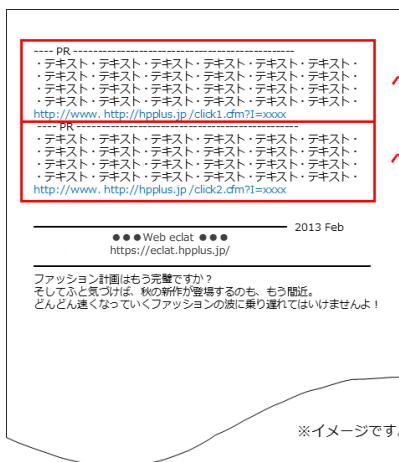 ---- PR ------------------------------------------------
・テキスト・テキスト・テキスト・テキスト・テキスト・テキスト・
・テキスト・テキスト・テキスト・テキスト・テキスト・テキスト・
・テキスト・テキスト・テキスト・テキスト・テキスト・テキスト・
・テキスト・テキスト・テキスト・テキスト・テキスト・テキスト・
http://www. http://hpplus.jp /click1.cfm?I=xxxx
---- PR ------------------------------------------------
・テキスト・テキスト・テキスト・テキスト・テキスト・テキスト・
・テキスト・テキスト・テキスト・テキスト・テキスト・テキスト・
・テキスト・テキスト・テキスト・テキスト・テキスト・テキスト・
・テキスト・テキスト・テキスト・テキスト・テキスト・テキスト・
http://www. http://hpplus.jp /click2.cfm?I=xxxx
2013 Feb
●●●Web eclat ●●●
https://eclat.hpplus.jp/
ファッション計画はもう完璧ですか？
そしてふと気づけば、秋の新作が登場するのも、もう間近。
どんどん速くなっていくファッションの波に乗り遅れてはいけませんよ！
※イメージです。